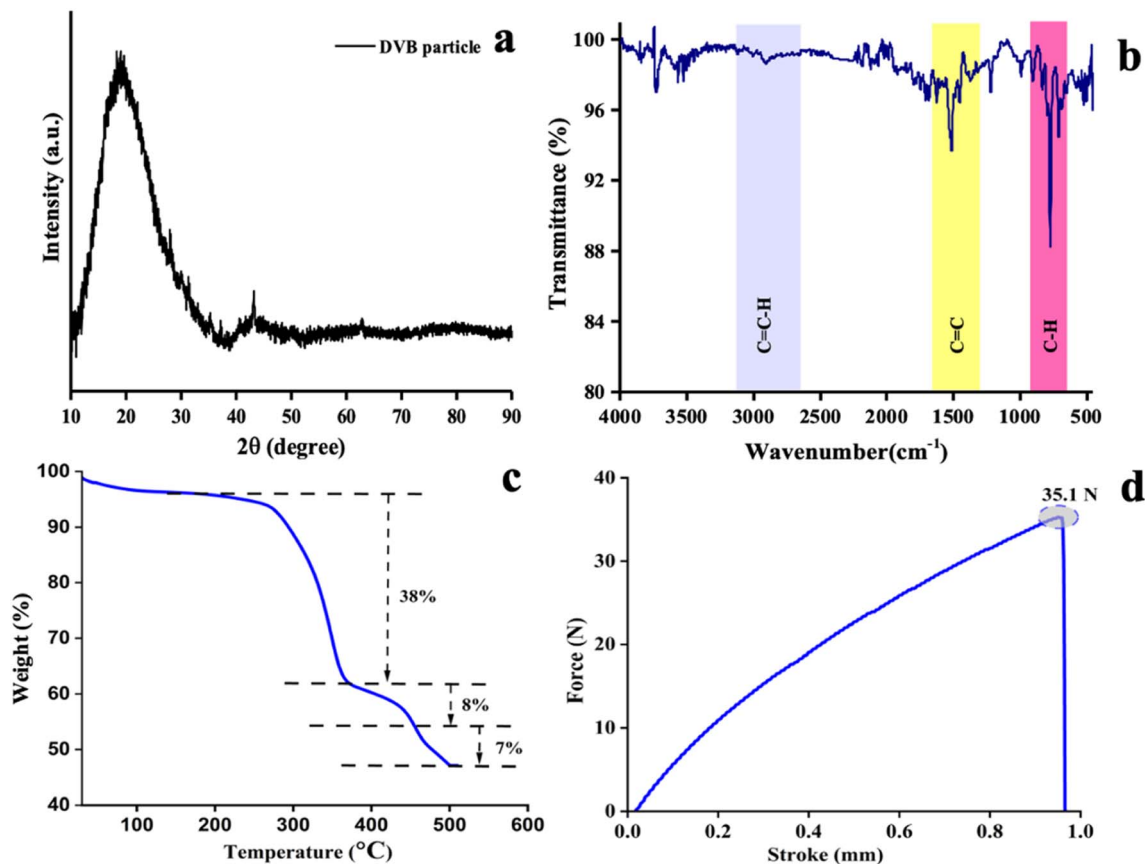 DVB particle
a
Intensity (a.u.)
10 20 30 40 50 60 70 80 90
2θ (degree)
b
100
96
92
88
84
80
Transmittance (%)
C=C-H
C=C
C-H
4000 3500 3000 2500 2000 1500 1000 500
Wavenumber(cm-1)
c
100
90
80
70
60
50
40
Weight (%)
38%
8%
7%
100 200 300 400 500 600
Temperature (°C)
d
35.1 N
40
30
20
10
0
Force (N)
0.0 0.2 0.4 0.6 0.8 1.0
Stroke (mm)